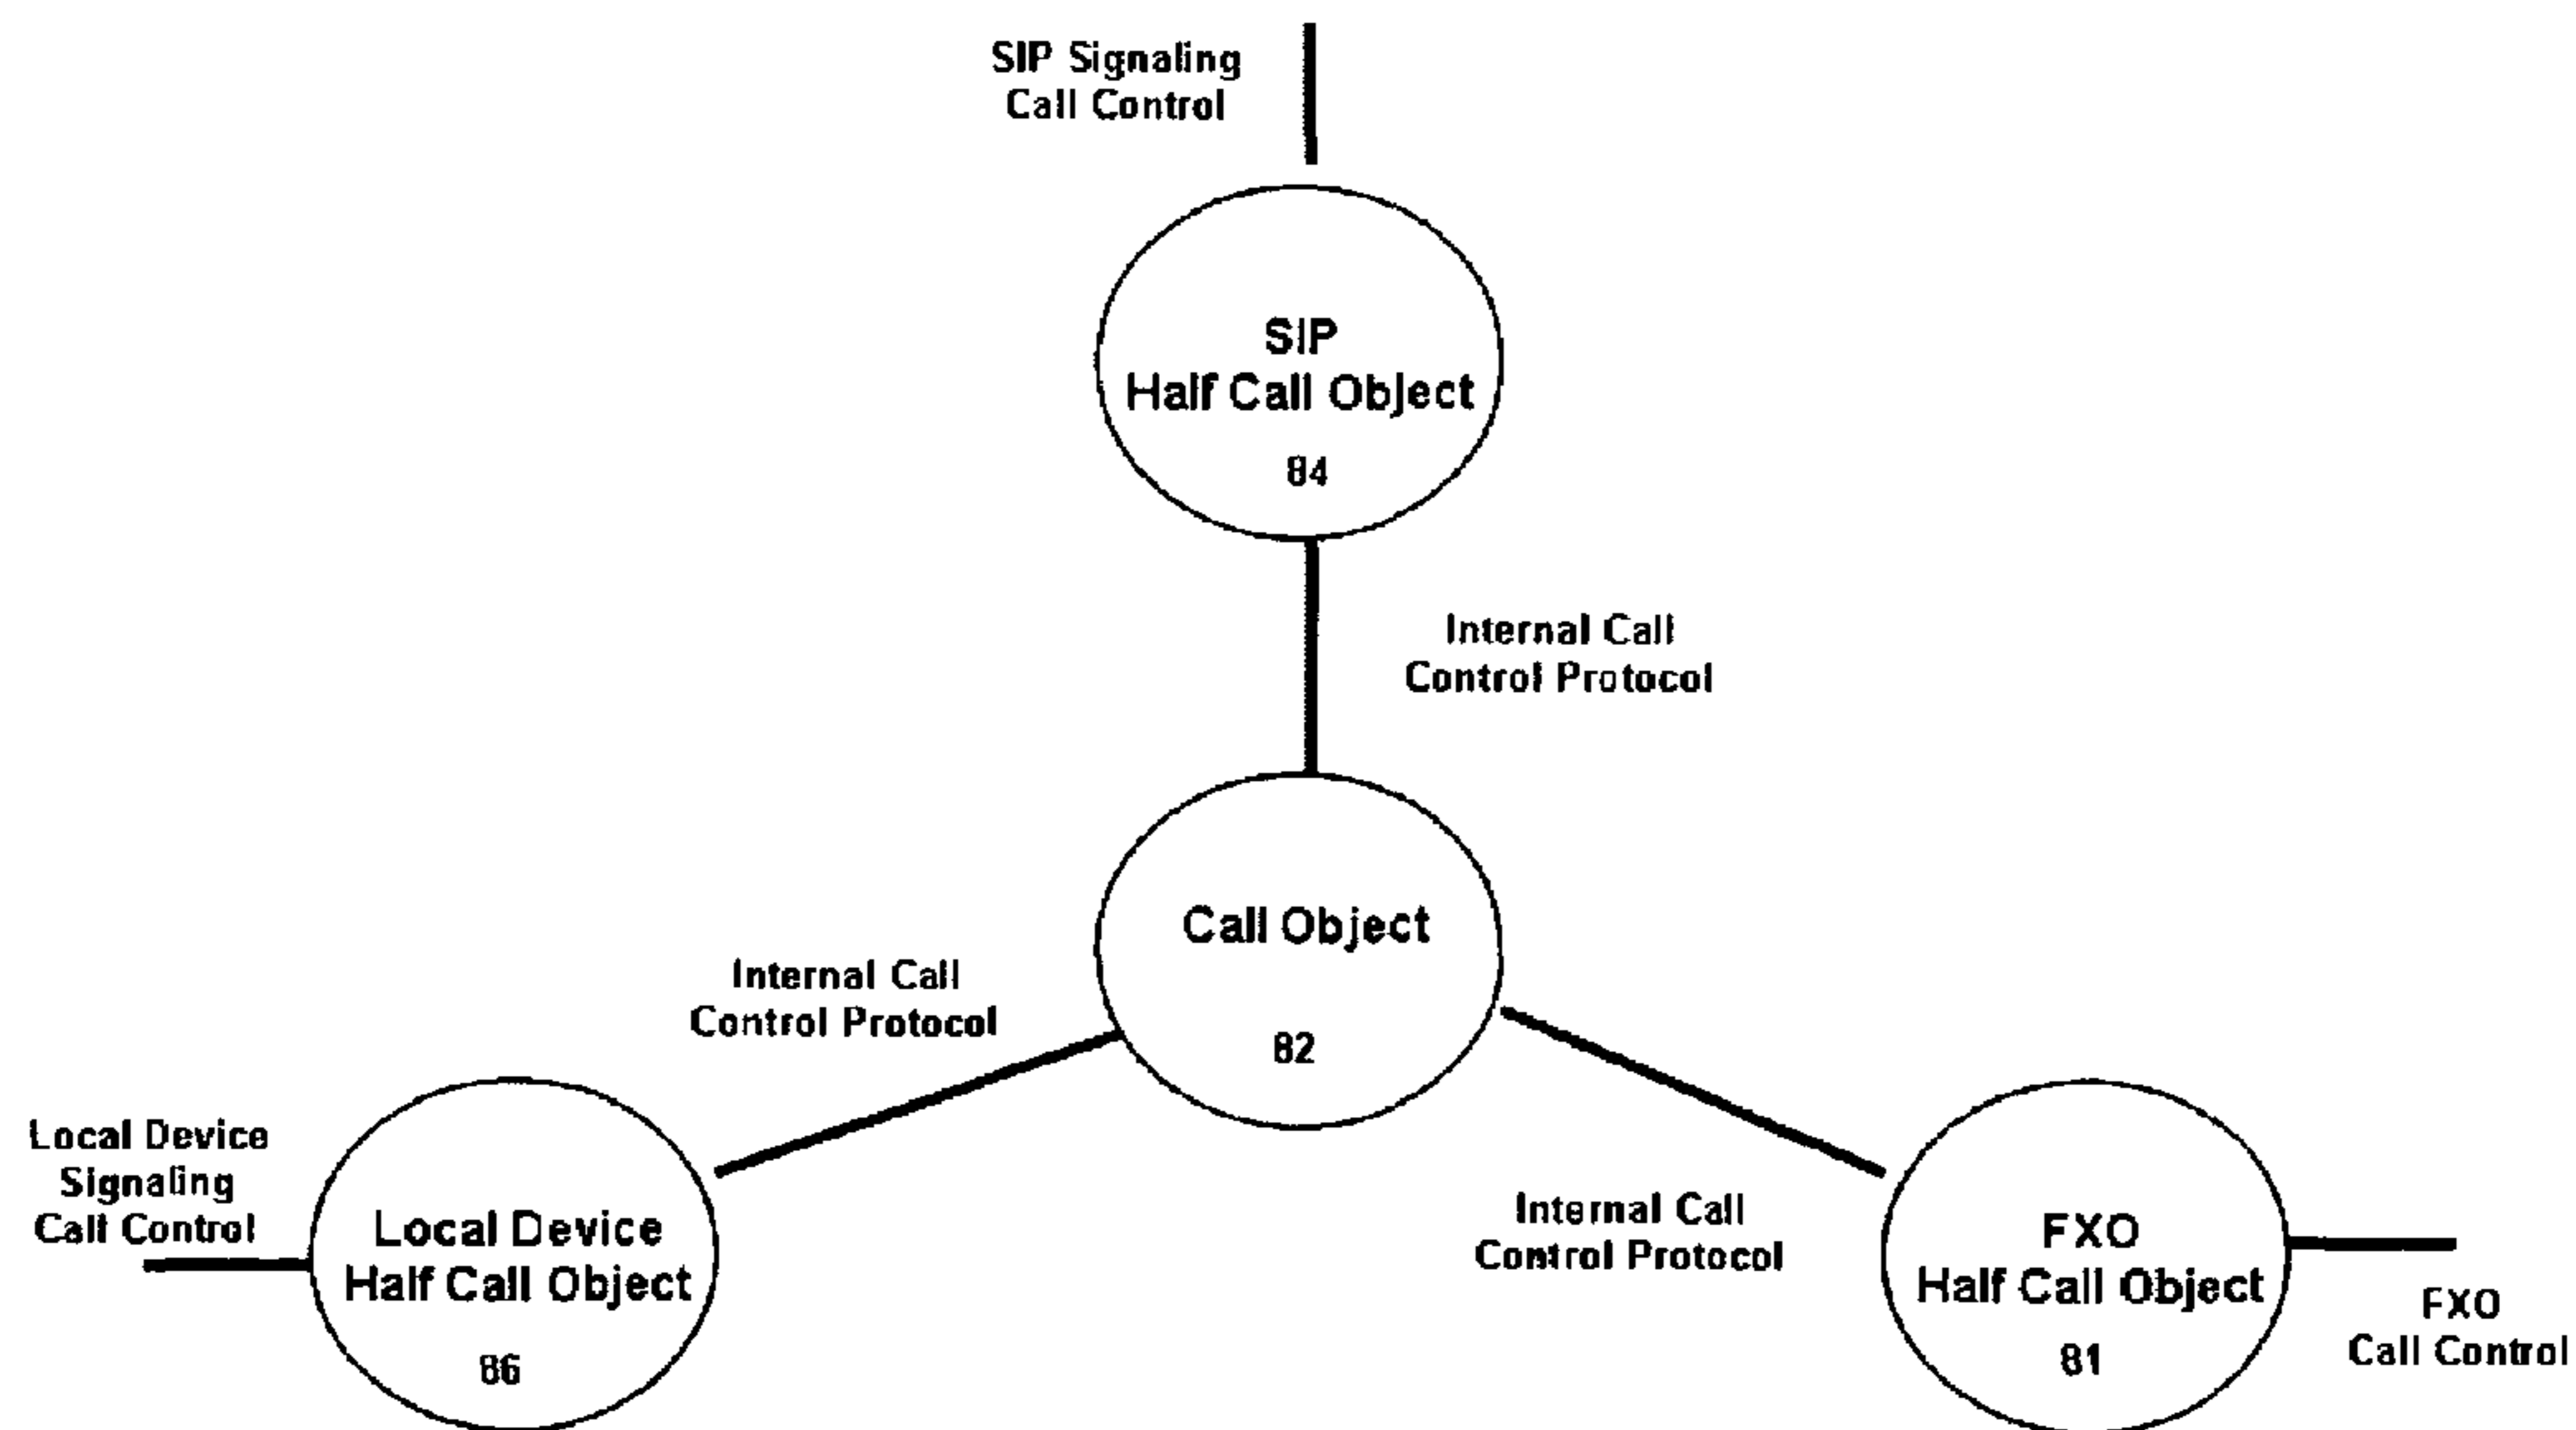 SIP Signaling
Call Control
SIP
Half Call Object
84
Internal Call
Control Protocol
Call Object
82
Internal Call
Control Protocol
Local Device
Signaling
Call Control
Local Device
Half Call Object
86
Internal Call
Control Protocol
FXO
Half Call Object
81
FXO
Call Control